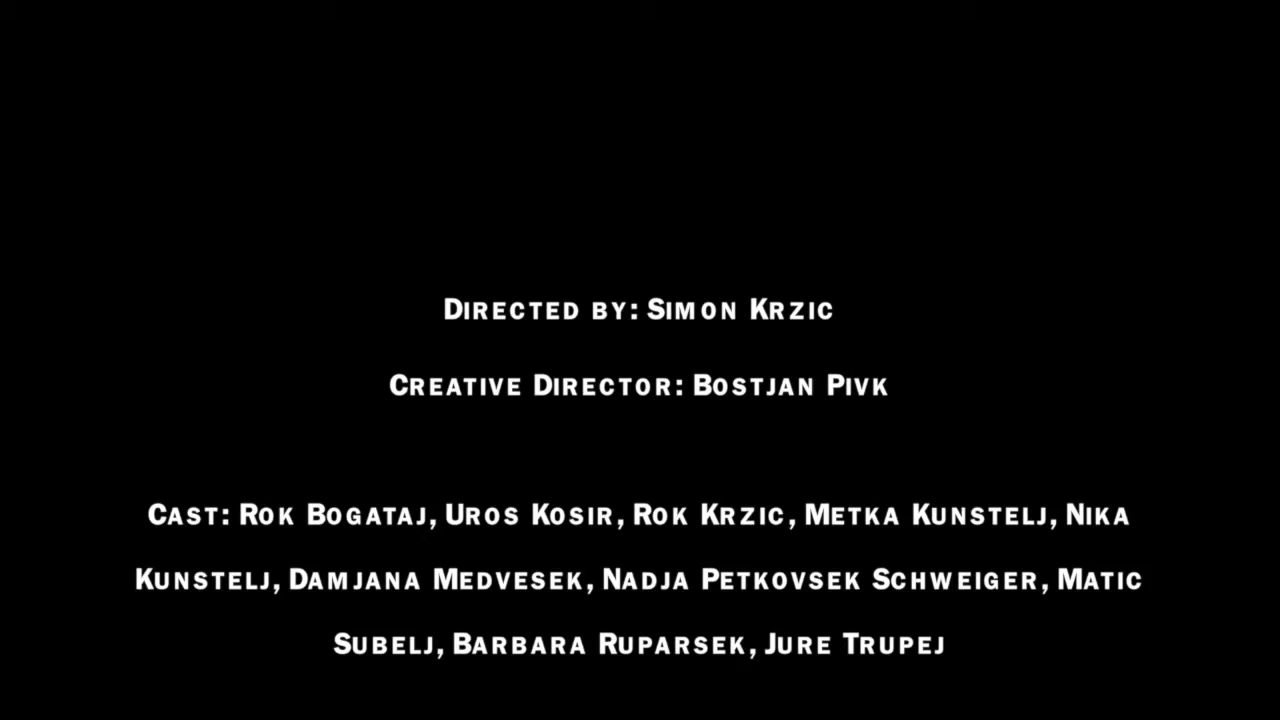 Directed by: Simon Krzic
Creative Director: Bostjan Pivk
Cast: Rok Bogataj, Uros Kosir, Rok Krzic, Metka Kunstelj, Nika
Kunstelj, Damjana Medvesek, Nadja Petkovsek Schweiger, Matic
Subelj, Barbara Ruparsek, Jure Trupej